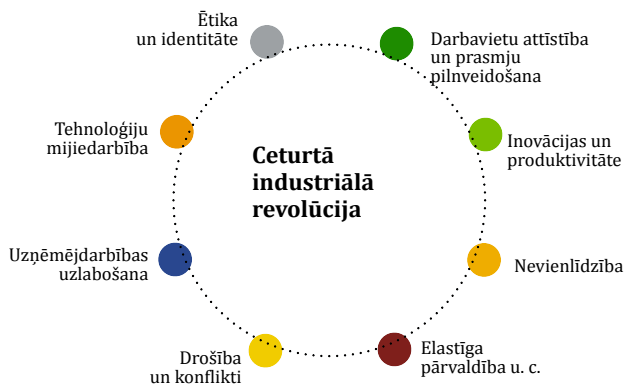 Ētika
un identitāte
Darbavietu attīstība
un prasmju
pilnveidošana
Tehnoloģiju
mijiedarbība
Inovācijas un
produktivitāte
Ceturtā
industriālā
revolūcija
Uzņēmējdarbības
uzlabošana
Nevienlīdzība
Drošība
un konflikti
Elastīga
pārvaldība u. c.